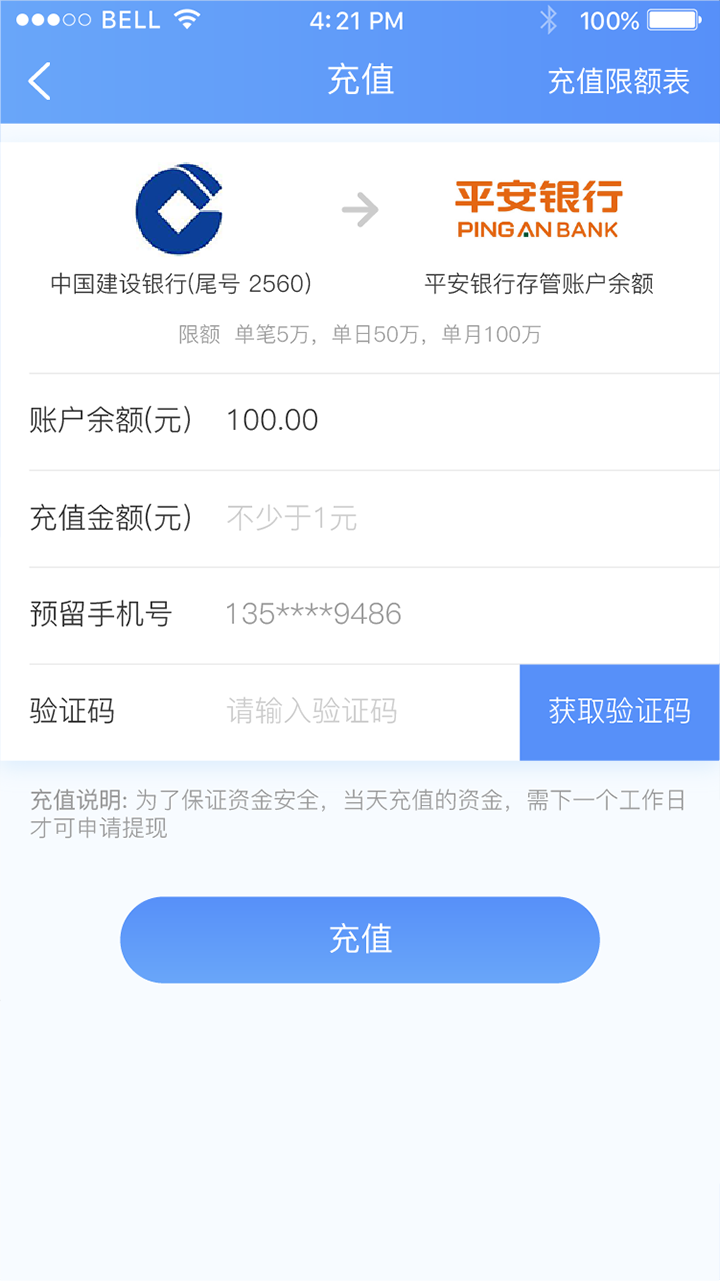 BELL 4:21 PM 100%
充值 充值限额表
平安银行
PING AN BANK
中国建设银行(尾号 2560) 平安银行存管账户余额
限额 单笔5万，单日50万，单月100万
账户余额(元) 100.00
充值金额(元) 不少于1元
预留手机号 135****9486
验证码 请输入验证码 获取验证码
充值说明: 为了保证资金安全，当天充值的资金，需下一个工作日
才可申请提现
充值